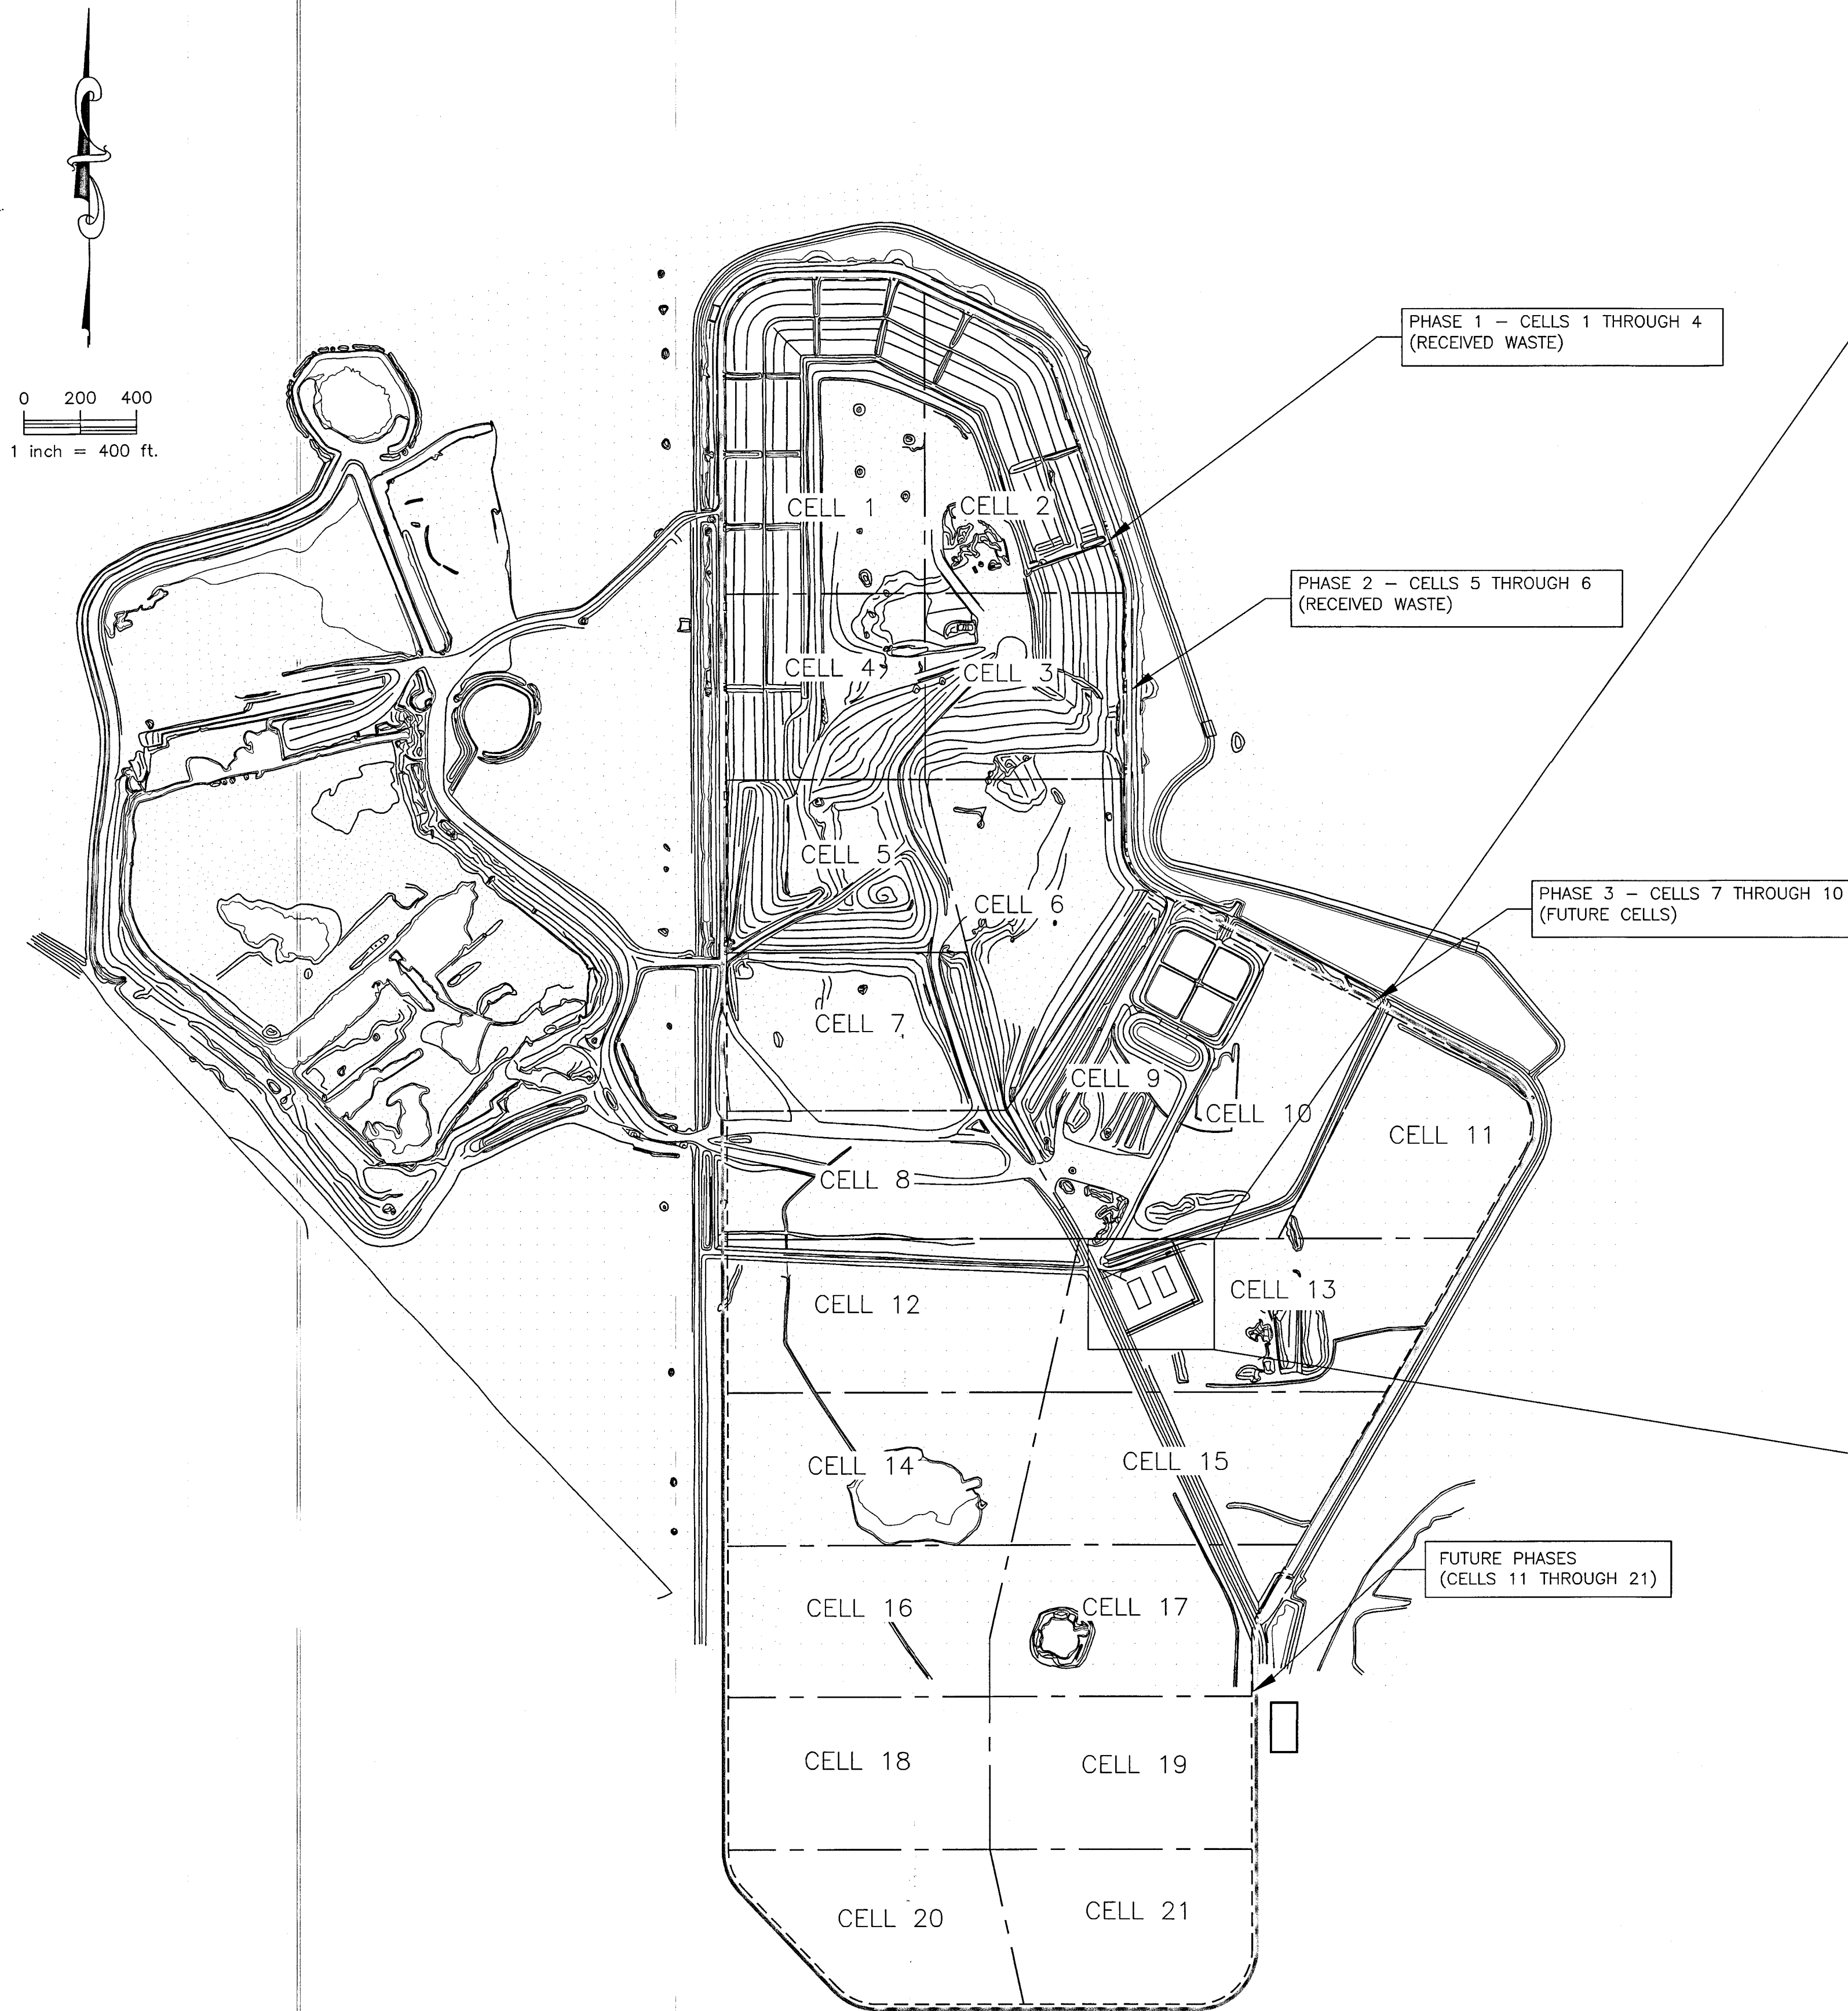 PHASE 1 – CELLS 1 THROUGH 4
(RECEIVED WASTE)
0 200 400
1 inch = 400 ft.
CELL 1
CELL 2
PHASE 2 – CELLS 5 THROUGH 6
(RECEIVED WASTE)
CELL 4
CELL 3
CELL 5
CELL 6
PHASE 3 – CELLS 7 THROUGH 10
(FUTURE CELLS)
CELL 7
CELL 9
CELL 10
CELL 11
CELL 8
CELL 12
CELL 13
CELL 14
CELL 15
FUTURE PHASES
(CELLS 11 THROUGH 21)
CELL 16
CELL 17
CELL 18
CELL 19
CELL 20
CELL 21